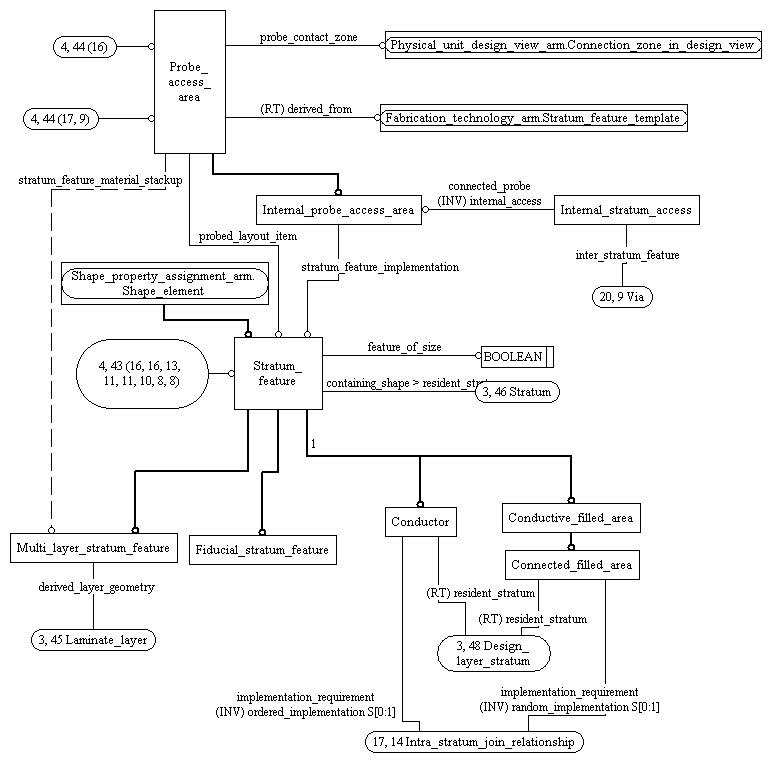 4, 44 (16)
Probe_
access_
area
probe_contact_zone
Physical_unit_design_view_arm.Connection_zone_in_design_view
4, 44 (17, 9)
(RT) derived_from
Fabrication_technology_arm.Stratum_feature_template
stratum_feature_material_stackup
connected_probe
(INV) internal_access
Internal_probe_access_area
Internal_stratum_access
probed_layout_item
inter_stratum_feature
stratum_feature_implementation
Shape_property_assignment_arm.
Shape_element
20, 9 Via
feature_of_size
BOOLEAN
4, 43 (16, 16, 13,
11, 11, 10, 8, 8)
Stratum_
feature
containing_shape > resident_strat
3, 46 Stratum
1
Conductor
Conductive_filled_area
Multi_layer_stratum_feature
Fiducial_stratum_feature
Connected_filled_area
derived_layer_geometry
(RT) resident_stratum
(RT) resident_stratum
3, 45 Laminate_layer
3, 48 Design_
layer_stratum
implementation_requirement
(INV) ordered_implementation S[0:1]
implementation_requirement
(INV) random_implementation S[0:1]
17, 14 Intra_stratum_join_relationship